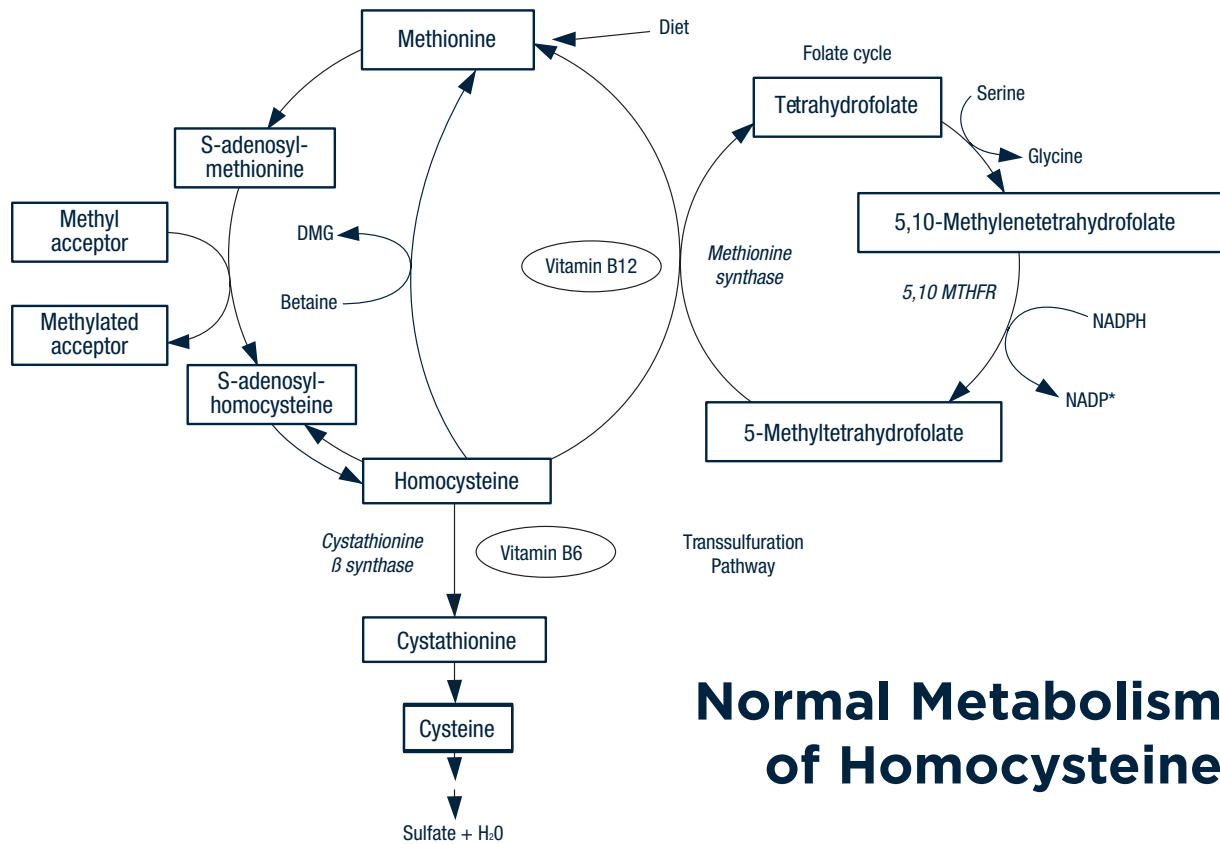 Methionine
Diet
Folate cycle
Tetrahydrofolate
Serine
Glycine
S-adenosyl-
methionine
Methyl
acceptor
DMG
Betaine
Vitamin B12
Methionine
synthase
5,10-Methylenetetrahydrofolate
5,10 MTHFR
NADPH
NADP*
Methylated
acceptor
S-adenosyl-
homocysteine
5-Methyltetrahydrofolate
Homocysteine
Cystathionine
ß synthase
Vitamin B6
Transsulfuration
Pathway
Cystathionine
Cysteine
Sulfate + H₂0
Normal Metabolism
of Homocysteine